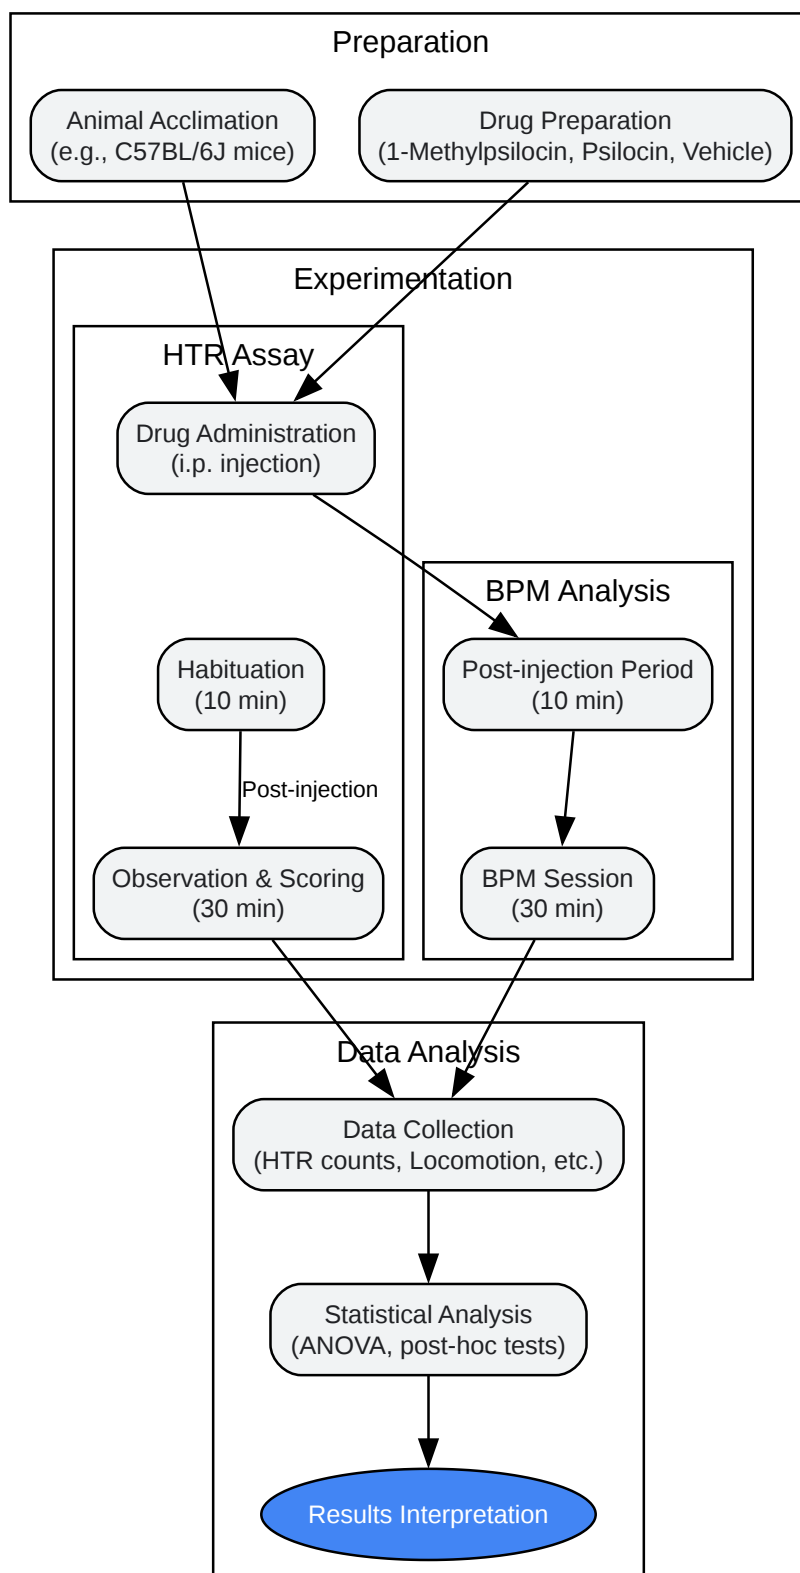 Preparation
Animal Acclimation
(e.g., C57BL/6J mice)
Drug Preparation
(1-Methylpsilocin, Psilocin, Vehicle)
Experimentation
HTR Assay
Drug Administration
(i.p. injection)
BPM Analysis
Habituation
(10 min)
Post-injection Period
(10 min)
Post-injection
Observation & Scoring
(30 min)
BPM Session
(30 min)
Data Analysis
Data Collection
(HTR counts, Locomotion, etc.)
Statistical Analysis
(ANOVA, post-hoc tests)
Results Interpretation